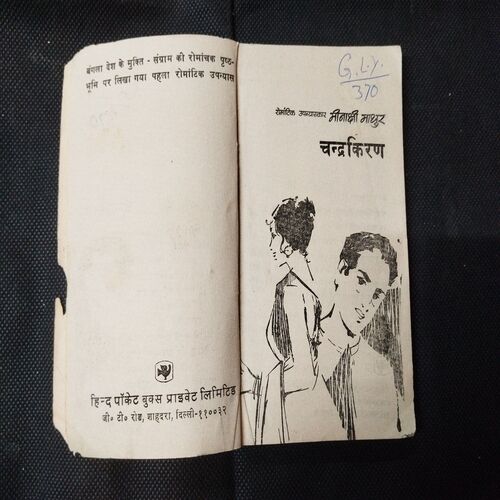 बंगला देश के मुक्ति - संग्राम की रोमांचक पृष्ठ-
भूमि पर लिखा गया पहला रोमांटिक उपन्यास
हिन्द पॉकेट बुक्स प्राइवेट लिमिटिड
जी० टी० रोड, शाहदरा, दिल्ली-११००३२
G.L.Y.
370
रोमांटिक उपन्यासकार मीनाक्षी माथुर
चन्द्रकिरण